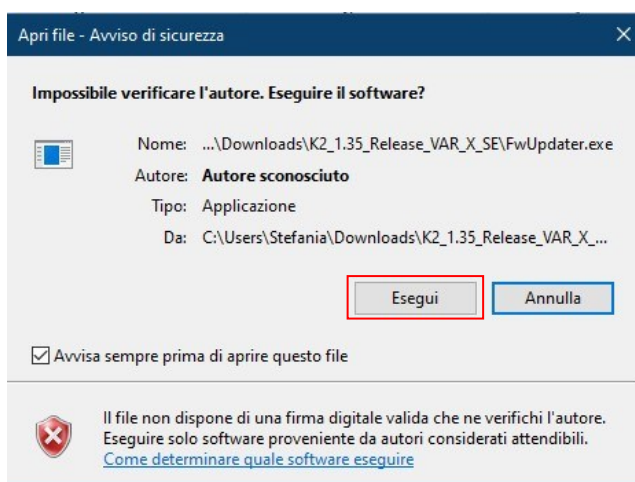 Apri file - Avviso di sicurezza
Impossibile verificare l'autore. Eseguire il software?
Nome: ...\Downloads\K2_1.35_Release_VAR_X_SE\FwUpdater.exe
Autore: Autore sconosciuto
Tipo: Applicazione
Da: C:\Users\Stefania\Downloads\K2_1.35_Release_VAR_X_...
Esegui Annulla
Avvisa sempre prima di aprire questo file
Il file non dispone di una firma digitale valida che ne verifichi l'autore.
Eseguire solo software proveniente da autori considerati attendibili.
Come determinare quale software eseguire